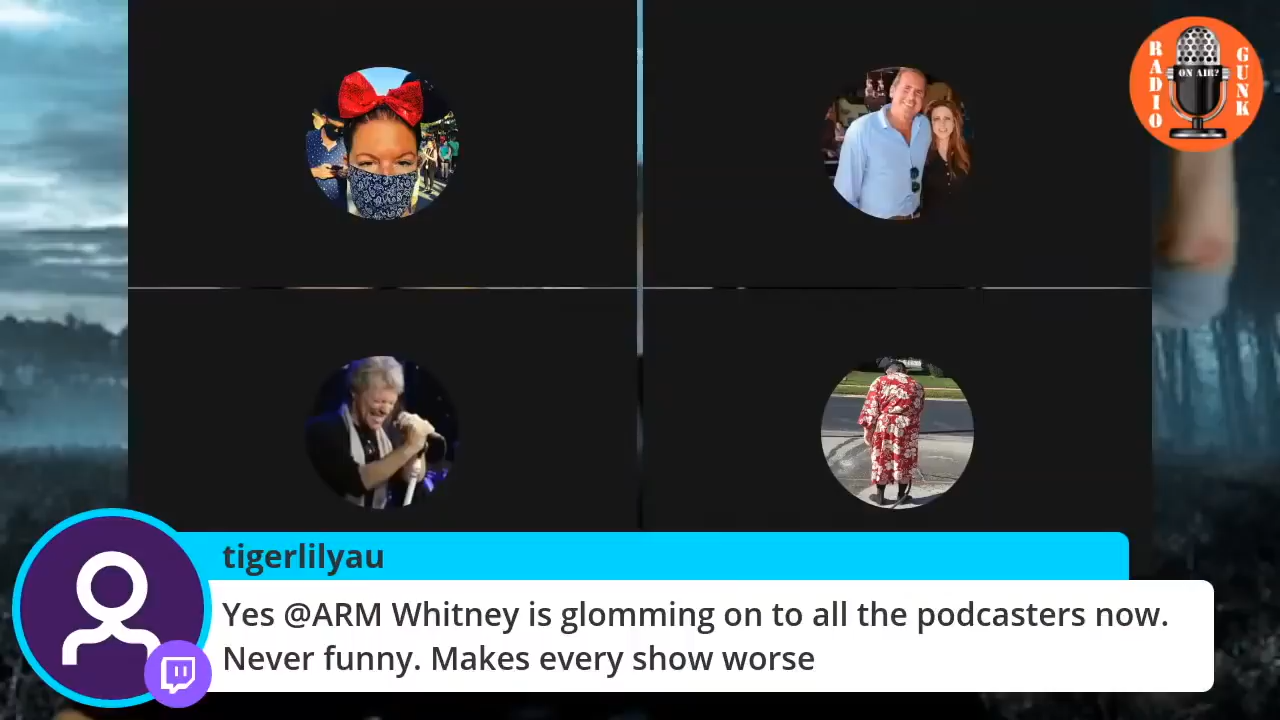 RADIO
ON AIR?
GUNK
tigerlilyau
Yes @ARM Whitney is glomming on to all the podcasters now.
Never funny. Makes every show worse